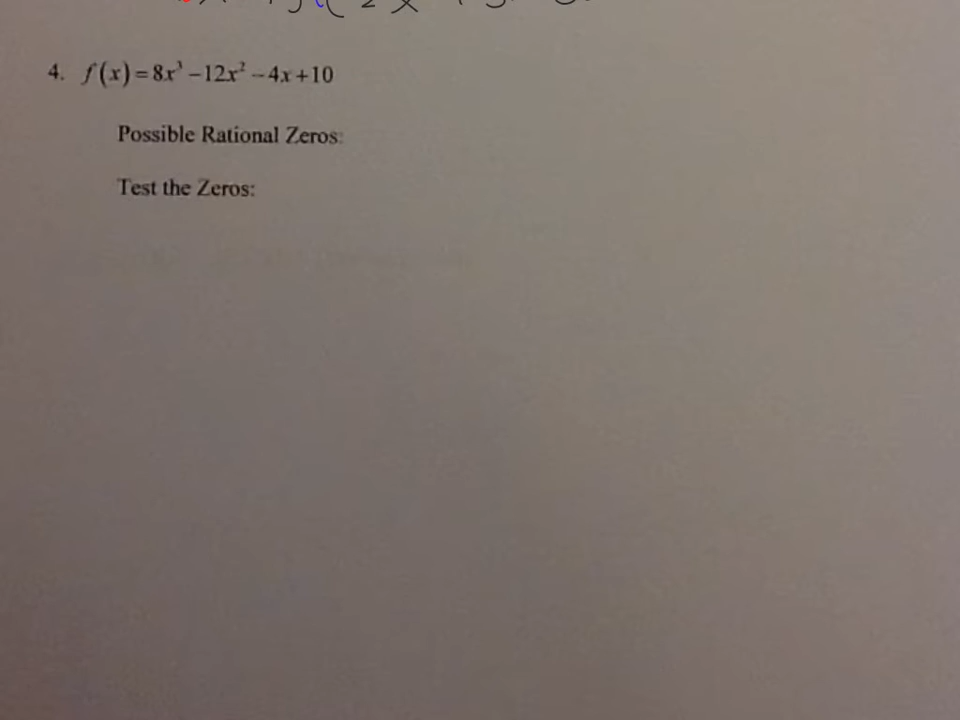 4. f(x) = 8x³ − 12x² − 4x + 10
Possible Rational Zeros:
Test the Zeros: